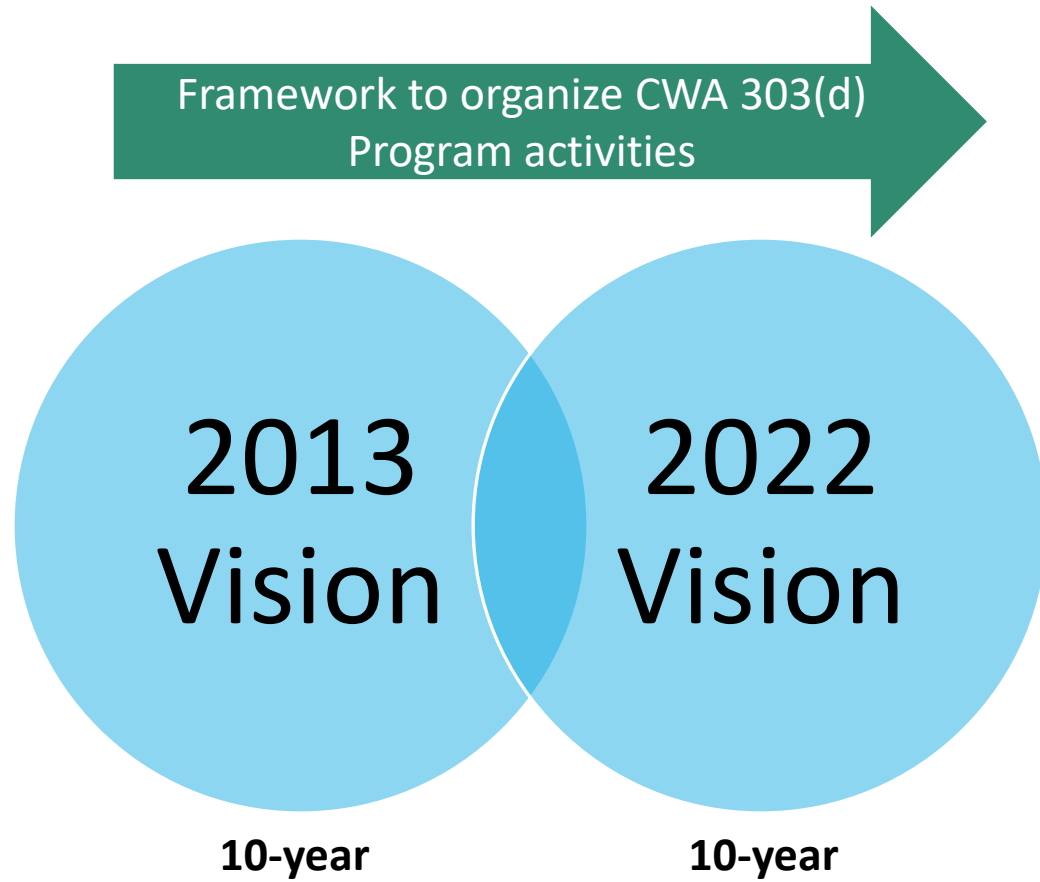 Framework to organize CWA 303(d)
Program activities
2013
Vision
2022
Vision
10-year
10-year